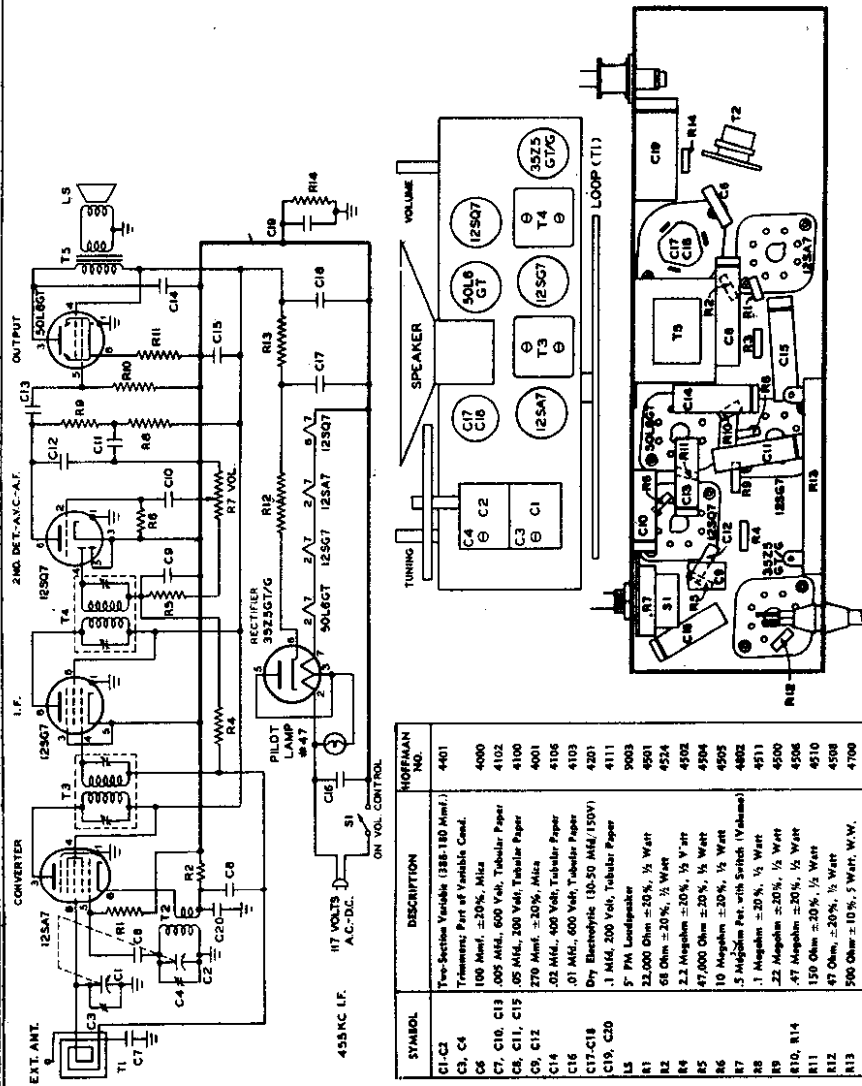 EXT. ANT.
CONVERTER
I.F.
2ND. DET.-A.V.C.-A.F.
OUTPUT
12SA7
12SG7
12SQ7
50L6GT
LS
T1
T2
T3
T4
T5
C1
C2
C3
C4
C7
C8
C9
C10
C11
C12
C13
C14
C15
C20
R1
R2
R4
R5
R6
R7 VOL.
R8
R9
R10
R11
C19
R14
RECTIFIER
35Z5GT/G
PILOT
LAMP
#47
R12
R13
C17
C18
C16
50L6GT 12SG7 12SA7 12SQ7
S1
ON VOL. CONTROL
117 VOLTS
A.C.-D.C.
455 KC I.F.
TUNING
SPEAKER
VOLUME
C4
C2
C3
C1
C17
C18
50L6
GT
12SQ7
12SA7
T3
12SG7
T4
35Z5
GT/G
LOOP (T1)
SYMBOL DESCRIPTION HOFFMAN NO.
C1-C2 Two-Section Variable (388-180 Mmf.) 4401
C3, C4 Trimmers; Part of Variable Cond.
C6 100 Mmf. ±20%, Mica 4000
C7, C10, C13 .005 Mfd., 600 Volt, Tubular Paper 4102
C8, C11, C15 .05 Mfd., 200 Volt, Tubular Paper 4100
C9, C12 270 Mmf. ±20%, Mica 4001
C14 .02 Mfd., 400 Volt, Tubular Paper 4106
C16 .01 Mfd., 600 Volt, Tubular Paper 4103
C17-C18 Dry Electrolytic (30-50 Mfd/150V) 4201
C19, C20 .1 Mfd, 200 Volt, Tubular Paper 4111
LS 5" PM Loudspeaker 9003
R1 22,000 Ohm ±20%, ½ Watt 4501
R2 68 Ohm ±20%, ½ Watt 4524
R4 2.2 Megohm ±20%, ½ Watt 4502
R5 47,000 Ohm ±20%, ½ Watt 4504
R6 10 Megohm ±20%, ½ Watt 4505
R7 .5 Megohm Pot. with Switch (Volume) 4802
R8 .1 Megohm ±20%, ½ Watt 4511
R9 .22 Megohm ±20%, ½ Watt 4500
R10, R14 .47 Megohm ±20%, ½ Watt 4506
R11 150 Ohm ±20%, ½ Watt 4510
R12 47 Ohm, ±20%, ½ Watt 4508
R13 500 Ohm ±10%, 5 Watt, W.W. 4700
R7
S1
C10
R6
50L6GT
C14
T5
C17
C18
C19
R14
T2
C6
12SQ7
C13
R11
R10
R8
C8
R2
R1
R3
12SA7
C16
R5
C9
C12
R9
C11
C15
R4
12SG7
35Z5
GT/G
R13
R12